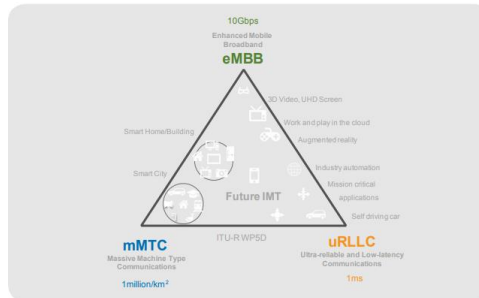 10Gbps
Enhanced Mobile
Broadband
eMBB
3D Video, UHD Screen
Work and play in the cloud
Smart Home/Building
Augmented reality
Industry automation
Smart City
Mission critical
applications
Future IMT
Self driving car
ITU-R WP5D
mMTC
Massive Machine Type
Communications
1million/km²
uRLLC
Ultra-reliable and Low-latency
Communications
1ms